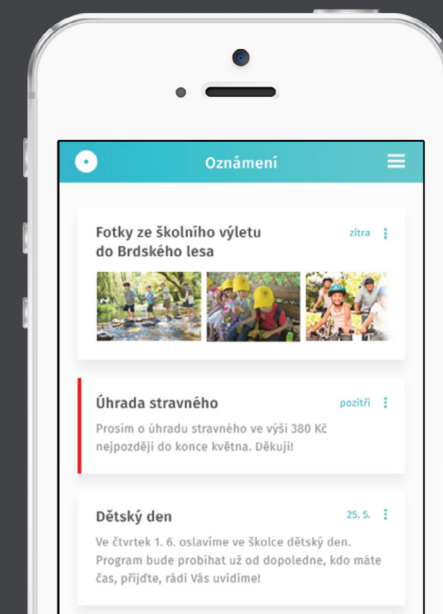 Oznámení
Fotky ze školního výletu
do Brdského lesa
zítra
Úhrada stravného
pozítří
Prosím o úhradu stravného ve výši 380 Kč
nejpozději do konce května. Děkuji!
Dětský den
25. 5.
Ve čtvrtek 1. 6. oslavíme ve školce dětský den.
Program bude probíhat už od dopoledne, kdo máte
čas, přijďte, rádi Vás uvidíme!